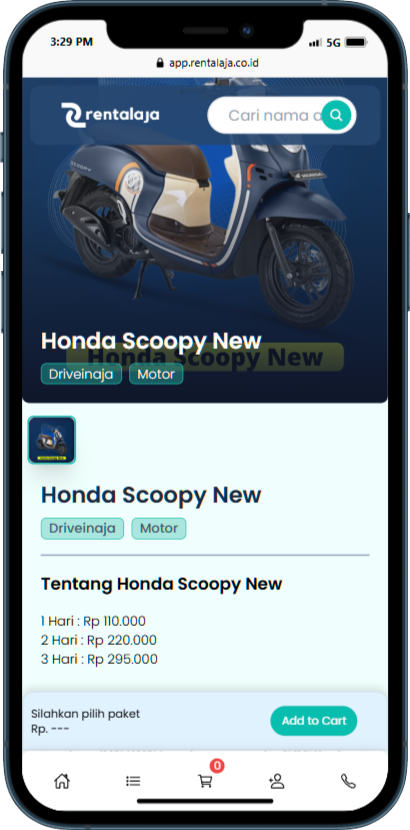 3:29 PM
5G
app.rentalaja.co.id
rentalaja
Cari nama o
scoopy
HONDA
Honda Scoopy New
Honda Scoopy New
Driveinaja Motor
Honda Scoopy New
Driveinaja Motor
Tentang Honda Scoopy New
1 Hari : Rp 110.000
2 Hari : Rp 220.000
3 Hari : Rp 295.000
Silahkan pilih paket
Rp. ---
Add to Cart
0